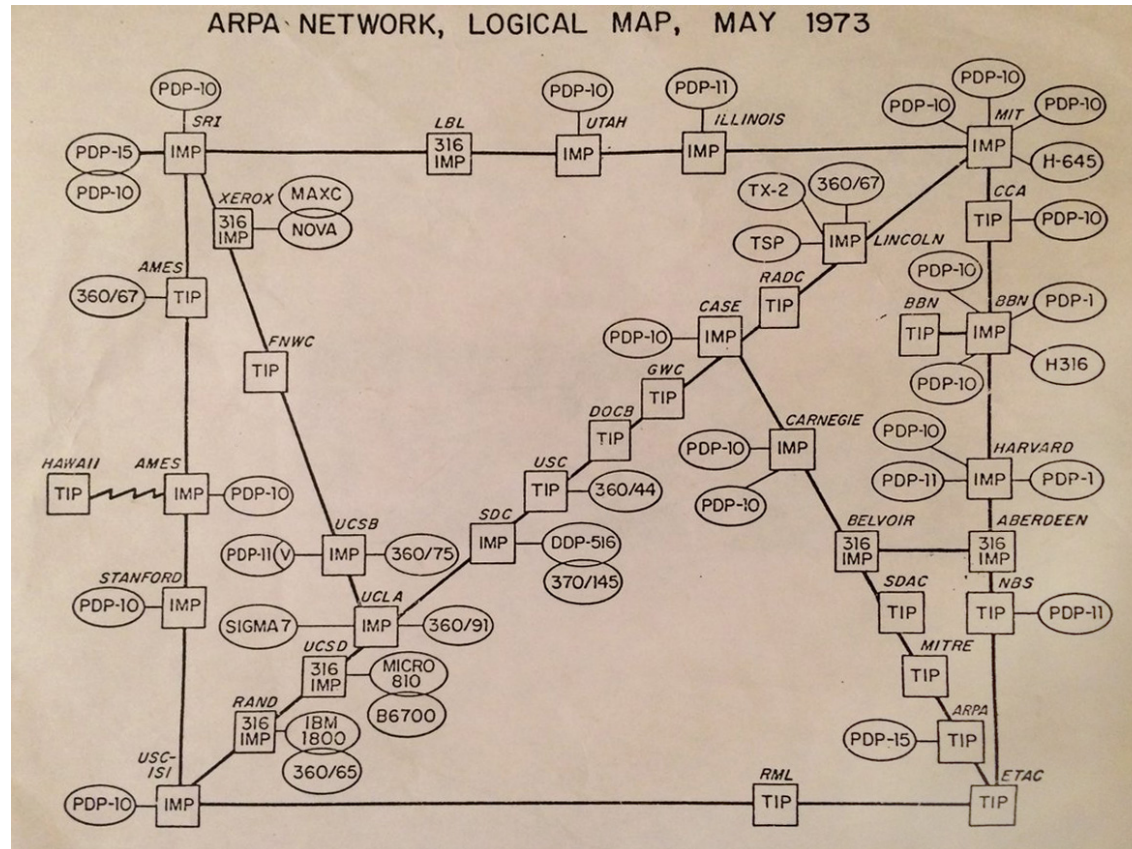 ARPA NETWORK, LOGICAL MAP, MAY 1973
PDP-10
SRI
PDP-15
IMP
PDP-10
LBL
316
IMP
PDP-10
UTAH
IMP
PDP-11
ILLINOIS
IMP
PDP-10
PDP-10
PDP-10
MIT
IMP
H-645
XEROX
316
IMP
MAXC
NOVA
TX-2
360/67
TSP
IMP
LINCOLN
CCA
TIP
PDP-10
AMES
360/67
TIP
RADC
TIP
PDP-10
BBN
TIP
BBN
IMP
PDP-1
H316
PDP-10
CASE
PDP-10
IMP
FNWC
TIP
GWC
TIP
DOCB
TIP
CARNEGIE
PDP-10
IMP
PDP-10
PDP-10
HARVARD
PDP-11
IMP
PDP-1
HAWAII
TIP
AMES
IMP
PDP-10
USC
TIP
360/44
SDC
IMP
DDP-516
370/145
UCSB
PDP-11
V
IMP
360/75
BELVOIR
316
IMP
ABERDEEN
316
IMP
STANFORD
PDP-10
IMP
UCLA
SIGMA 7
IMP
360/91
SDAC
TIP
NBS
TIP
PDP-11
UCSD
316
IMP
MICRO
810
B6700
MITRE
TIP
RAND
316
IMP
IBM
1800
360/65
ARPA
PDP-15
TIP
USC-
ISI
PDP-10
IMP
RML
TIP
ETAC
TIP